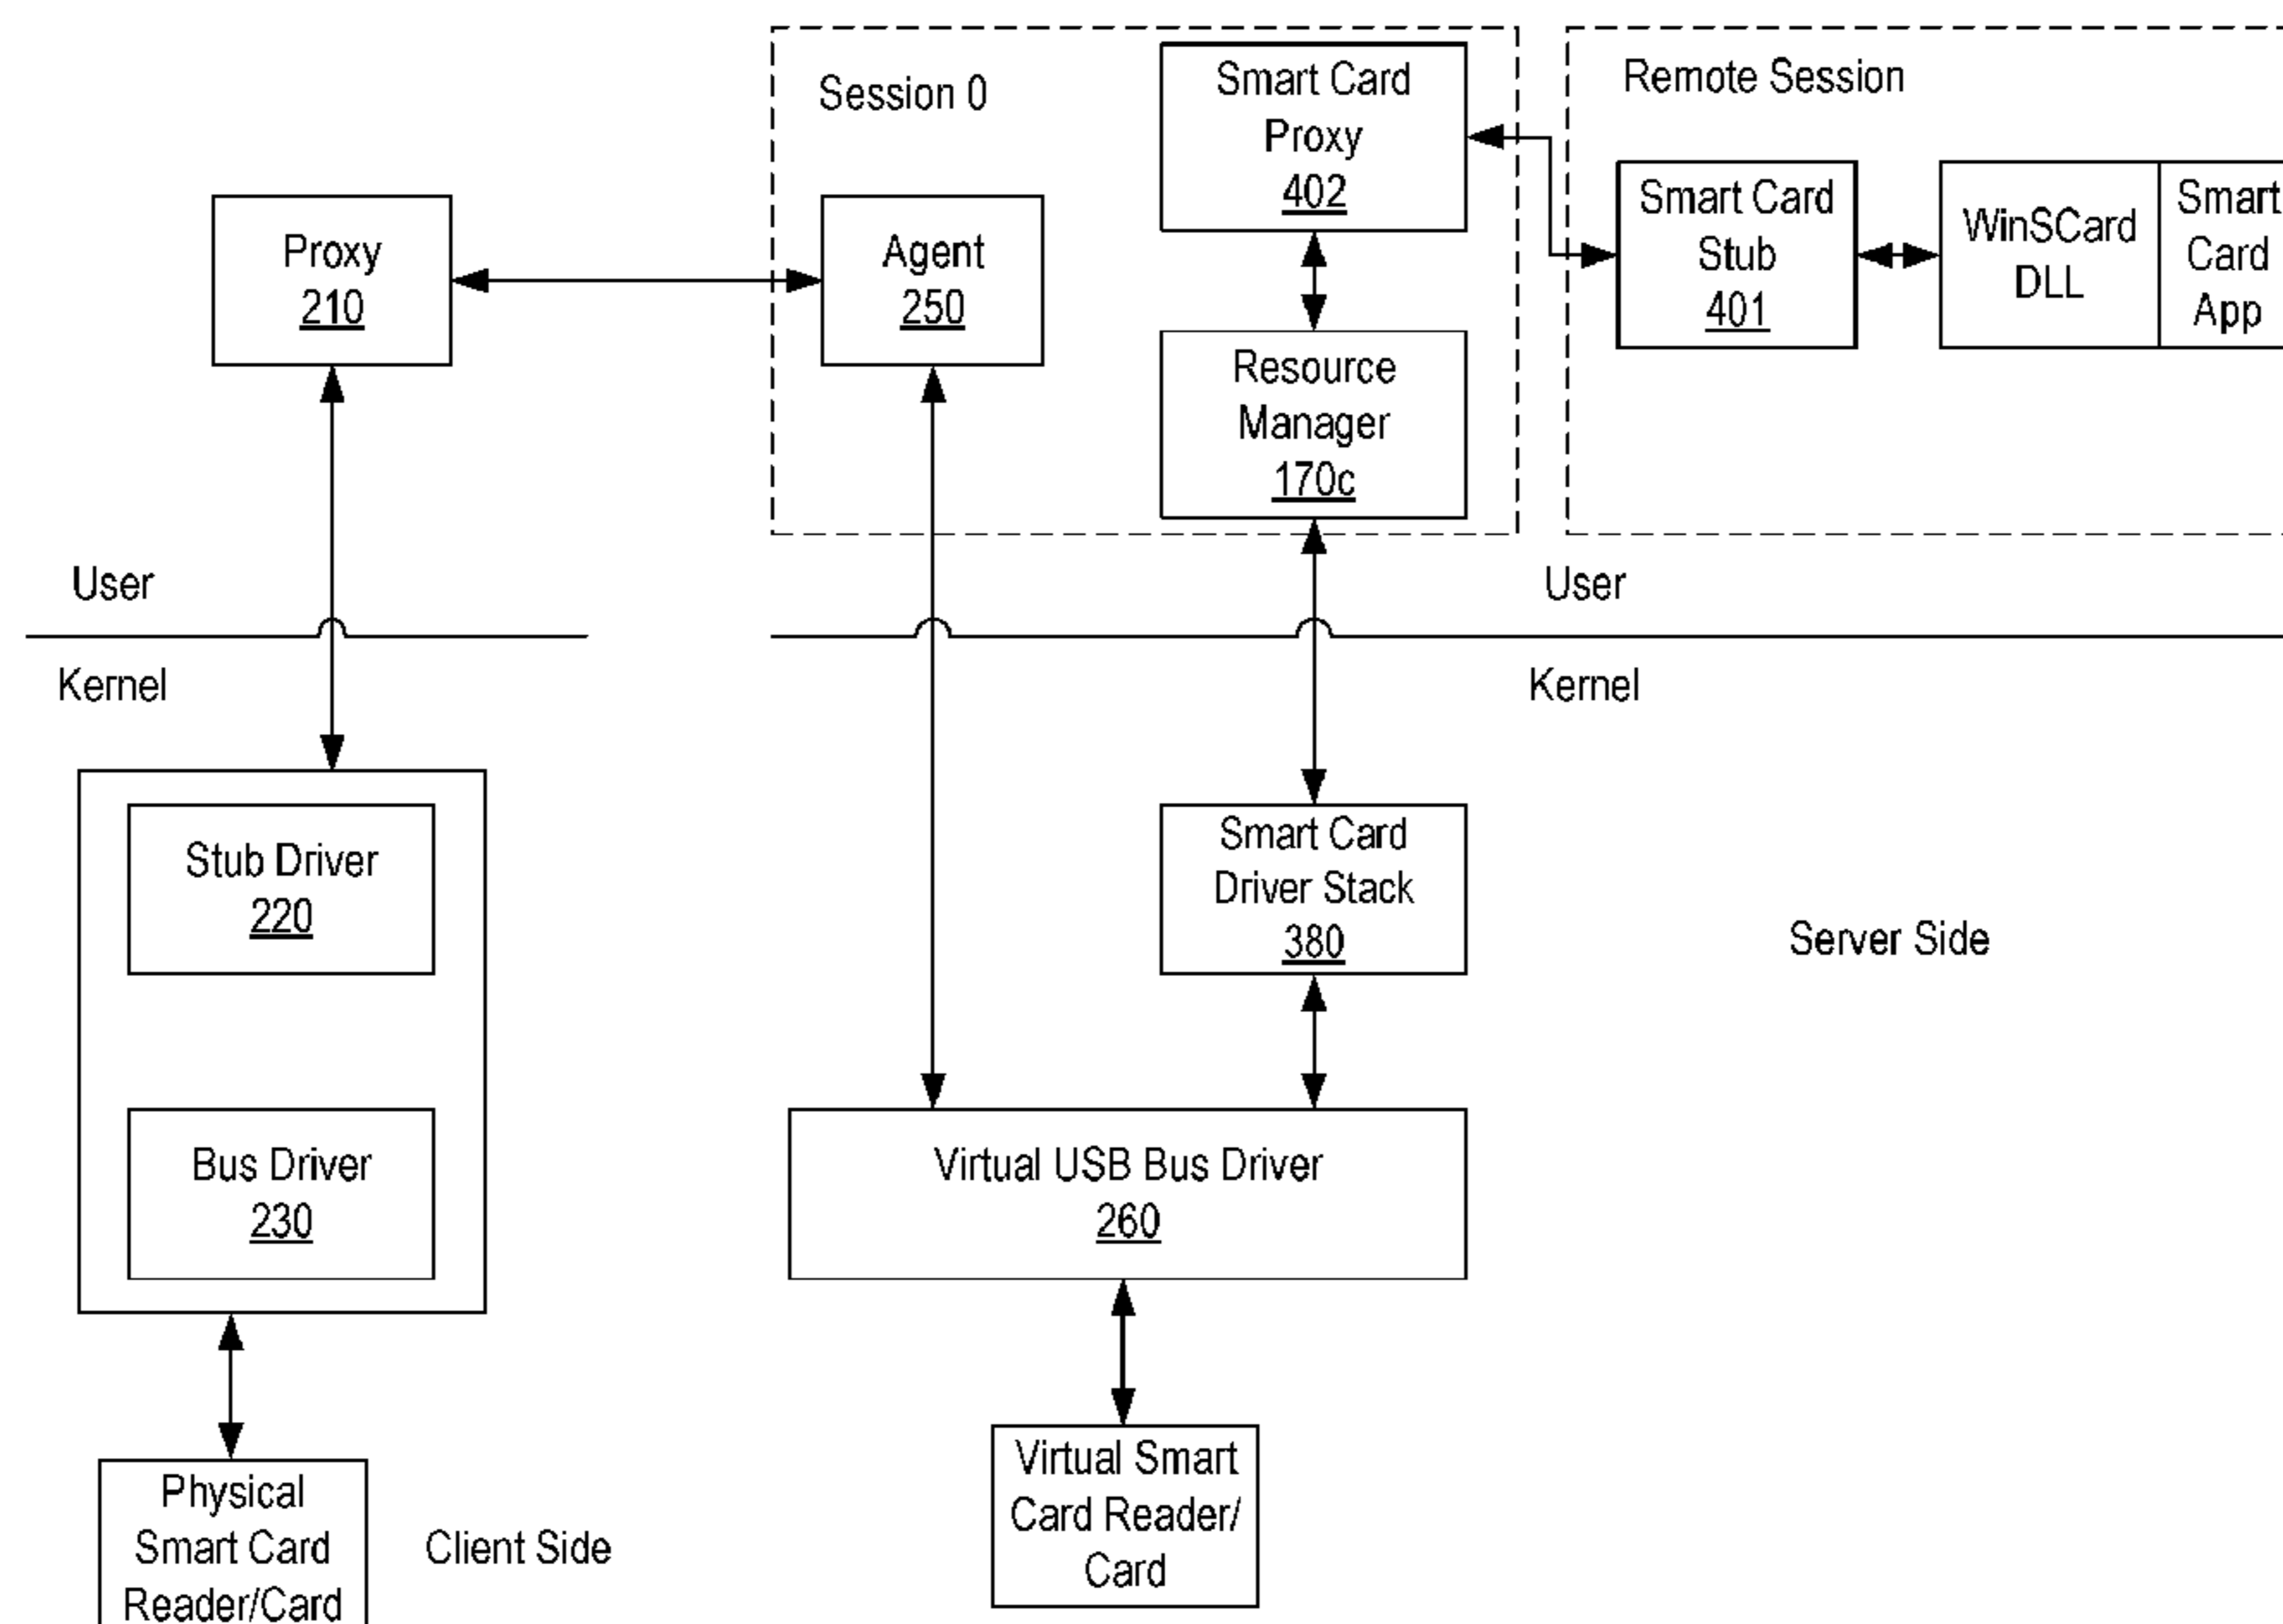 Session 0
Smart Card
Proxy
402
Remote Session
Proxy
210
Agent
250
Smart Card
Stub
401
WinSCard
DLL
Smart
Card
App
Resource
Manager
170c
User
User
Kernel
Kernel
Stub Driver
220
Smart Card
Driver Stack
380
Server Side
Bus Driver
230
Virtual USB Bus Driver
260
Physical
Smart Card
Reader/Card
Client Side
Virtual Smart
Card Reader/
Card